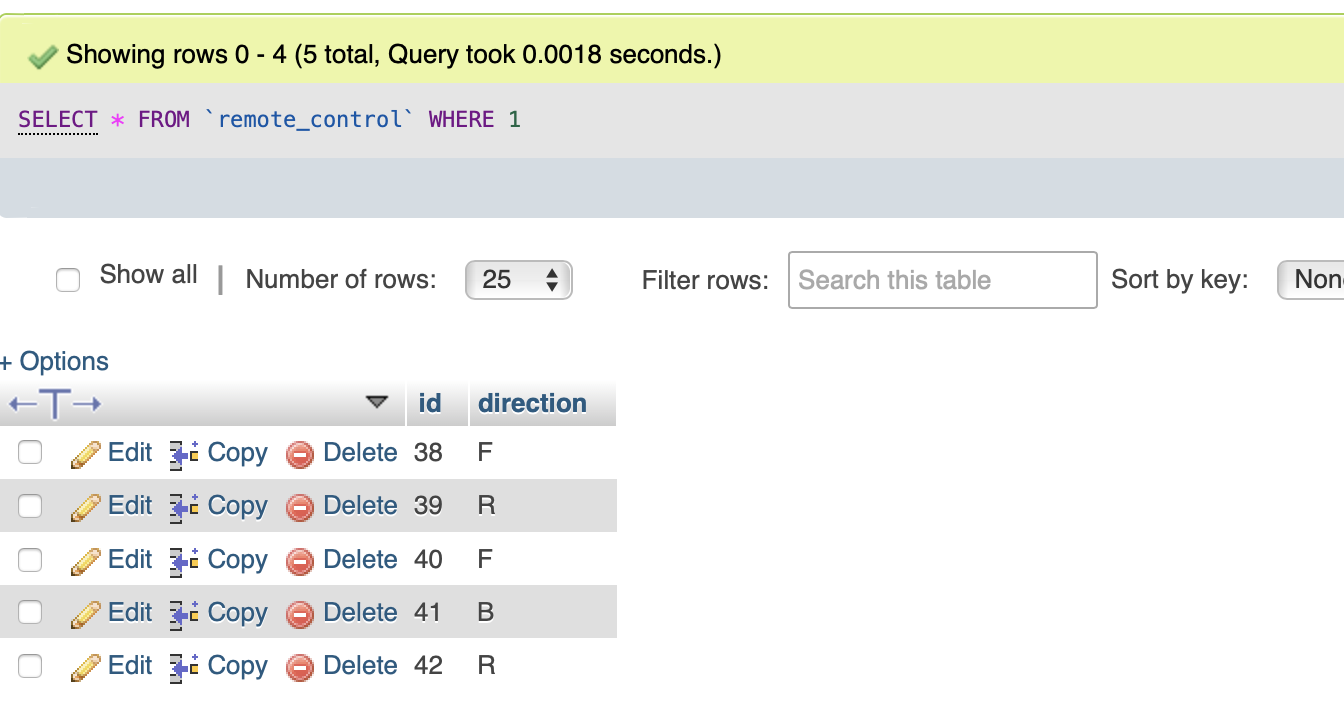 Showing rows 0 - 4 (5 total, Query took 0.0018 seconds.)
SELECT * FROM `remote_control` WHERE 1
Show all | Number of rows: 25 Filter rows: Search this table Sort by key: Non
+ Options
←T→ id direction
Edit Copy Delete 38 F
Edit Copy Delete 39 R
Edit Copy Delete 40 F
Edit Copy Delete 41 B
Edit Copy Delete 42 R